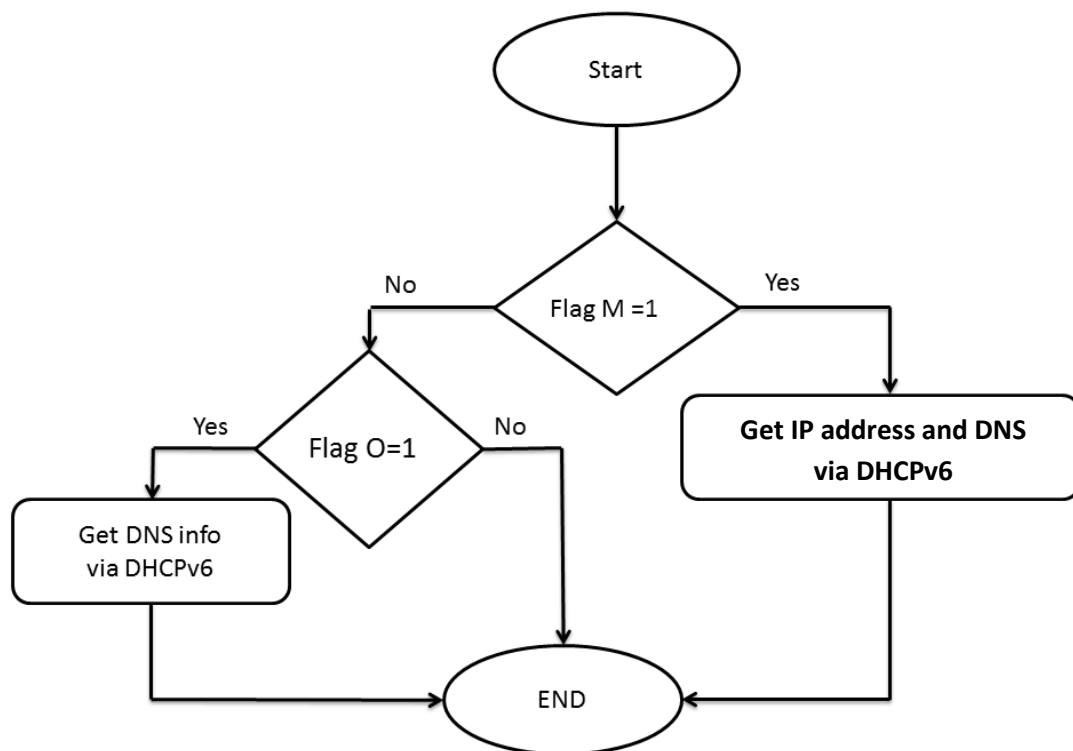 Start
No
Yes
Flag M =1
Yes
No
Flag O=1
Get IP address and DNS
via DHCPv6
Get DNS info
via DHCPv6
END